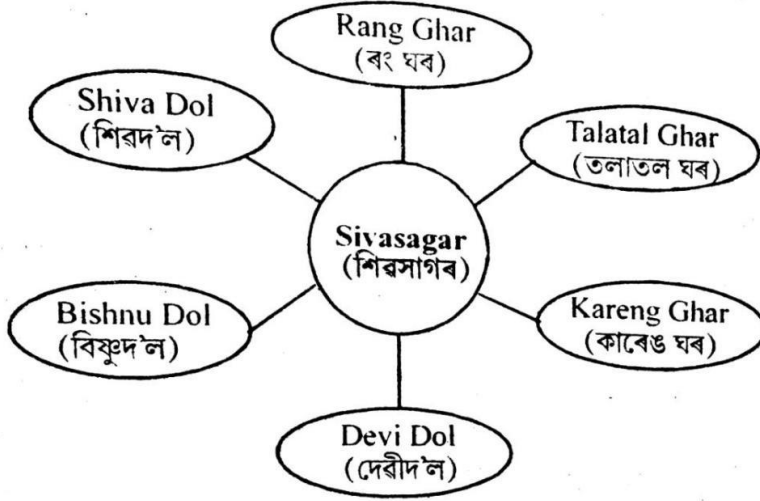 Rang Ghar
(ৰং ঘৰ)
Shiva Dol
(শিৱদ'ল)
Talatal Ghar
(তলাতল ঘৰ)
Sivasagar
(শিৱসাগৰ)
Bishnu Dol
(বিষ্ণুদ'ল)
Kareng Ghar
(কাৰেঙ ঘৰ)
Devi Dol
(দেৱীদ'ল)